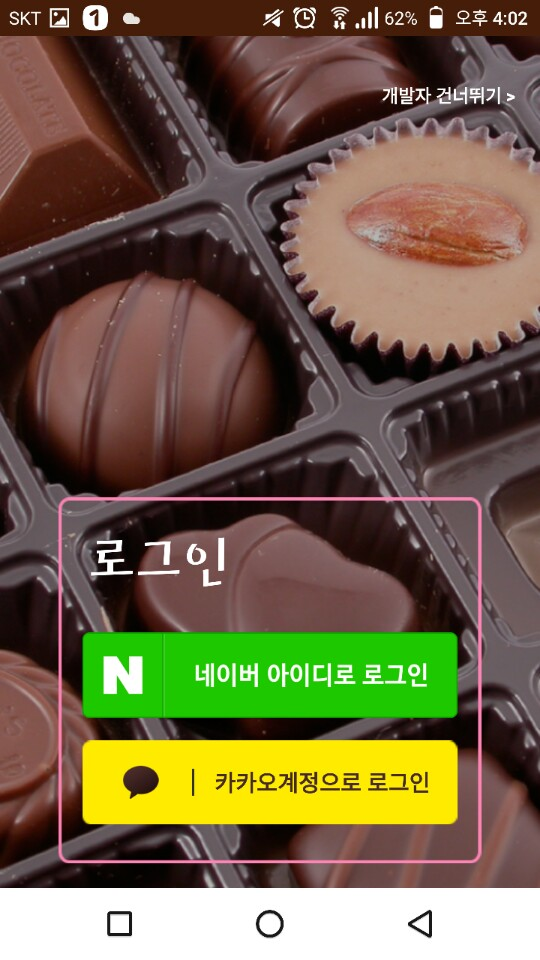 SKT 1 62% 오후 4:02
개발자 건너뛰기 >
로그인
N 네이버 아이디로 로그인
카카오계정으로 로그인